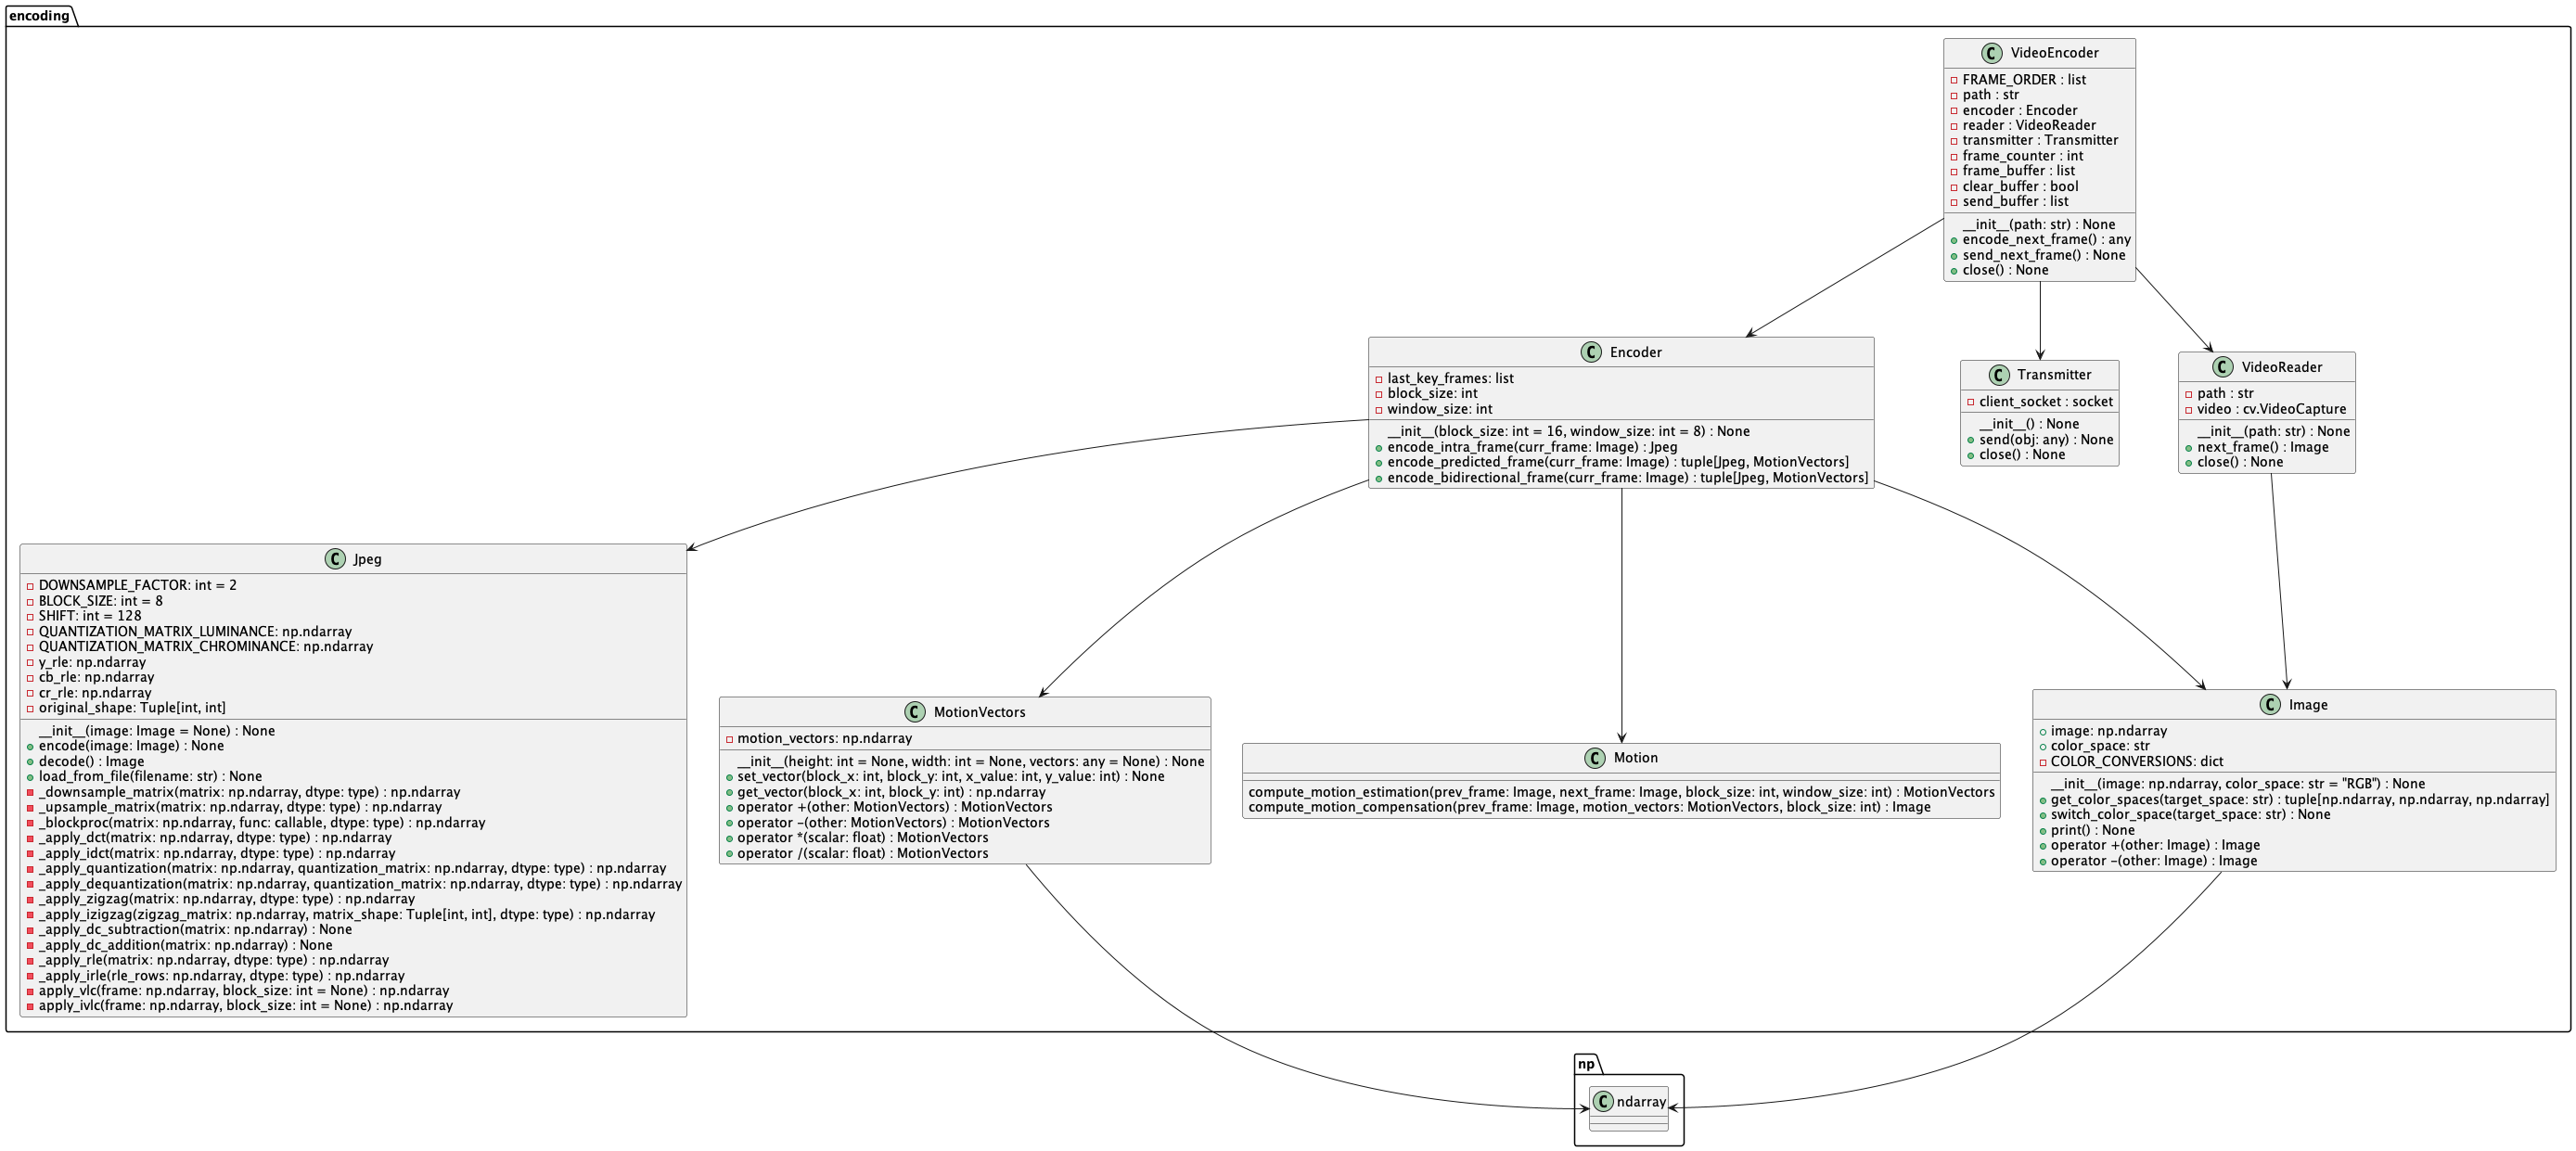 encoding
VideoEncoder
FRAME_ORDER : list
path : str
encoder : Encoder
reader : VideoReader
transmitter : Transmitter
frame_counter : int
frame_buffer : list
clear_buffer : bool
send_buffer : list
__init__(path: str) : None
encode_next_frame() : any
send_next_frame() : None
close() : None
Encoder
last_key_frames: list
block_size: int
window_size: int
__init__(block_size: int = 16, window_size: int = 8) : None
encode_intra_frame(curr_frame: Image) : Jpeg
encode_predicted_frame(curr_frame: Image) : tuple[Jpeg, MotionVectors]
encode_bidirectional_frame(curr_frame: Image) : tuple[Jpeg, MotionVectors]
Transmitter
client_socket : socket
__init__() : None
send(obj: any) : None
close() : None
VideoReader
path : str
video : cv.VideoCapture
__init__(path: str) : None
next_frame() : Image
close() : None
Jpeg
DOWNSAMPLE_FACTOR: int = 2
BLOCK_SIZE: int = 8
SHIFT: int = 128
QUANTIZATION_MATRIX_LUMINANCE: np.ndarray
QUANTIZATION_MATRIX_CHROMINANCE: np.ndarray
y_rle: np.ndarray
cb_rle: np.ndarray
cr_rle: np.ndarray
original_shape: Tuple[int, int]
__init__(image: Image = None) : None
encode(image: Image) : None
decode() : Image
load_from_file(filename: str) : None
_downsample_matrix(matrix: np.ndarray, dtype: type) : np.ndarray
_upsample_matrix(matrix: np.ndarray, dtype: type) : np.ndarray
_blockproc(matrix: np.ndarray, func: callable, dtype: type) : np.ndarray
_apply_dct(matrix: np.ndarray, dtype: type) : np.ndarray
_apply_idct(matrix: np.ndarray, dtype: type) : np.ndarray
_apply_quantization(matrix: np.ndarray, quantization_matrix: np.ndarray, dtype: type) : np.ndarray
_apply_dequantization(matrix: np.ndarray, quantization_matrix: np.ndarray, dtype: type) : np.ndarray
_apply_zigzag(matrix: np.ndarray, dtype: type) : np.ndarray
_apply_izigzag(zigzag_matrix: np.ndarray, matrix_shape: Tuple[int, int], dtype: type) : np.ndarray
_apply_dc_subtraction(matrix: np.ndarray) : None
_apply_dc_addition(matrix: np.ndarray) : None
_apply_rle(matrix: np.ndarray, dtype: type) : np.ndarray
_apply_irle(rle_rows: np.ndarray, dtype: type) : np.ndarray
apply_vlc(frame: np.ndarray, block_size: int = None) : np.ndarray
apply_ivlc(frame: np.ndarray, block_size: int = None) : np.ndarray
MotionVectors
motion_vectors: np.ndarray
__init__(height: int = None, width: int = None, vectors: any = None) : None
set_vector(block_x: int, block_y: int, x_value: int, y_value: int) : None
get_vector(block_x: int, block_y: int) : np.ndarray
operator +(other: MotionVectors) : MotionVectors
operator -(other: MotionVectors) : MotionVectors
operator *(scalar: float) : MotionVectors
operator /(scalar: float) : MotionVectors
Motion
compute_motion_estimation(prev_frame: Image, next_frame: Image, block_size: int, window_size: int) : MotionVectors
compute_motion_compensation(prev_frame: Image, motion_vectors: MotionVectors, block_size: int) : Image
Image
image: np.ndarray
color_space: str
COLOR_CONVERSIONS: dict
__init__(image: np.ndarray, color_space: str = "RGB") : None
get_color_spaces(target_space: str) : tuple[np.ndarray, np.ndarray, np.ndarray]
switch_color_space(target_space: str) : None
print() : None
operator +(other: Image) : Image
operator -(other: Image) : Image
np
ndarray